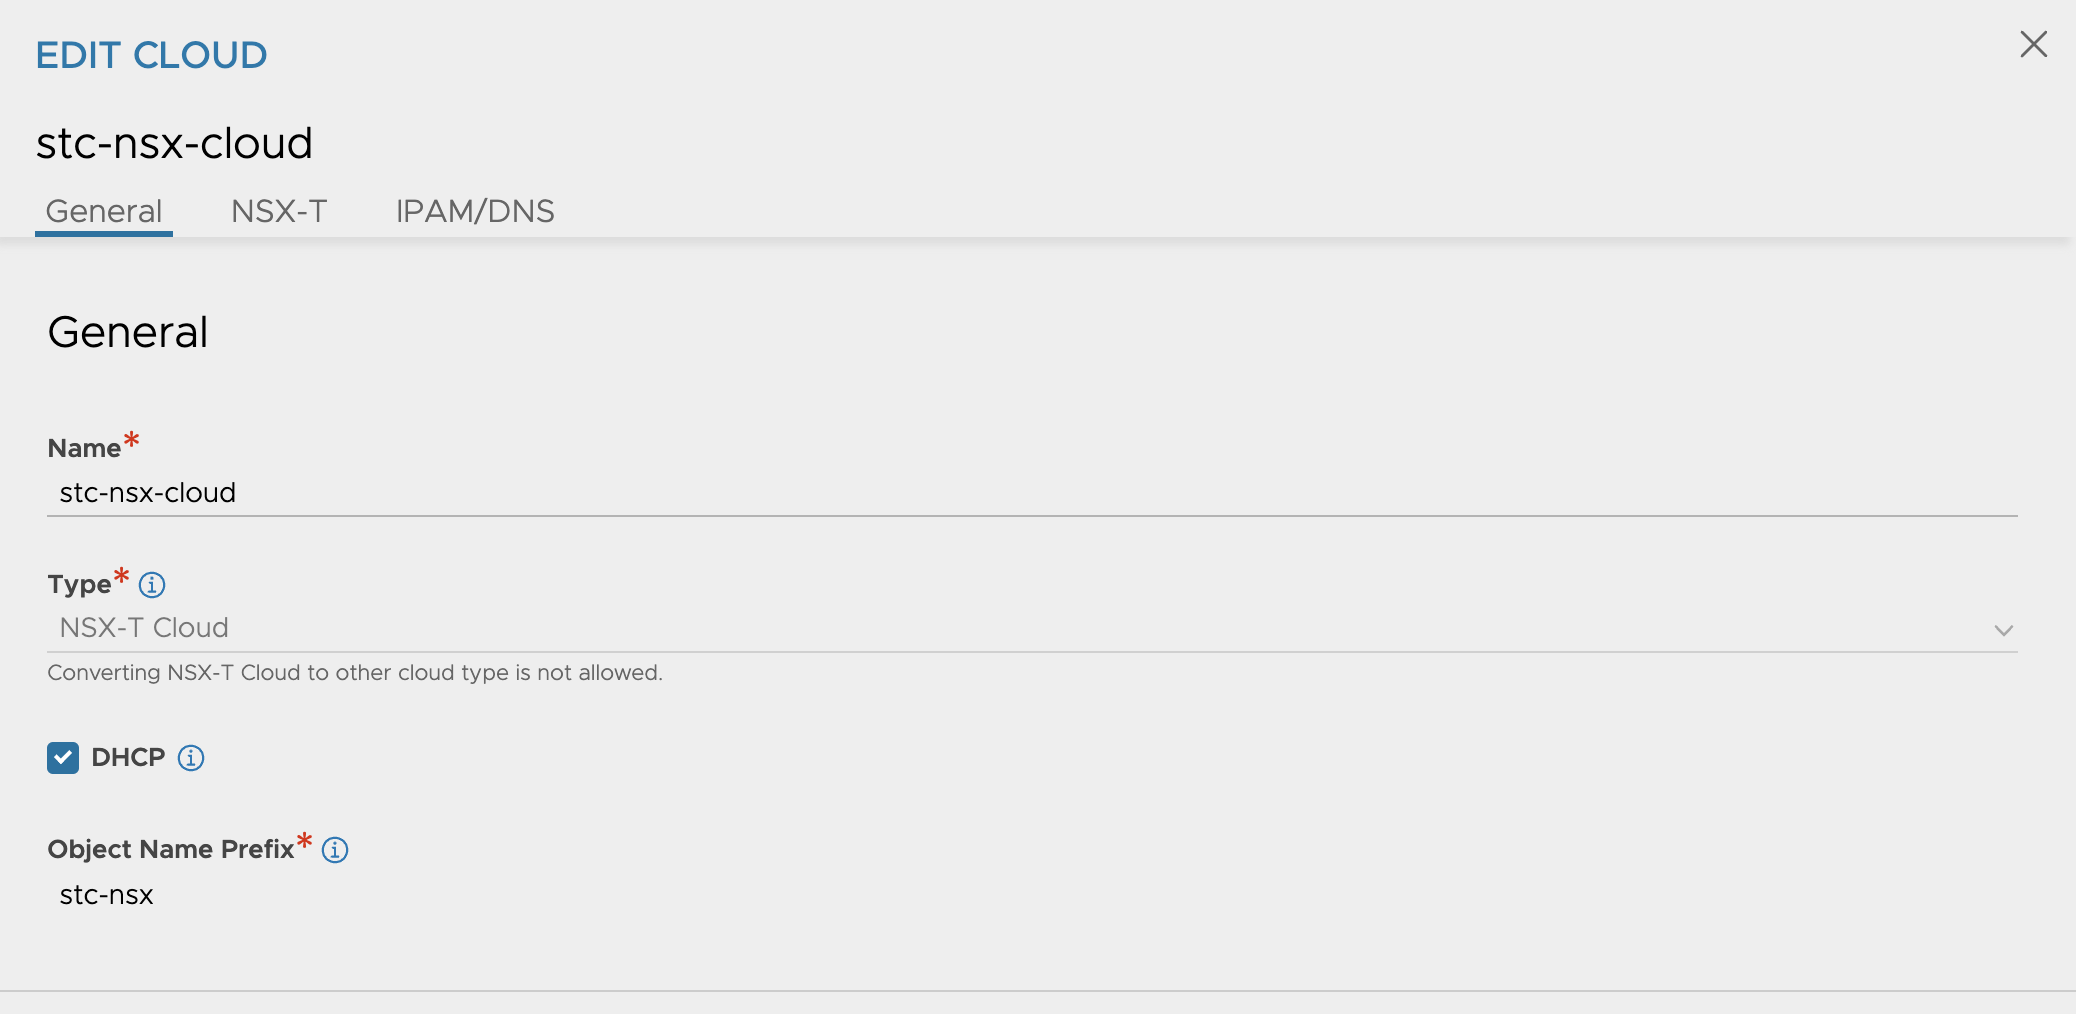 EDIT CLOUD
stc-nsx-cloud
General NSX-T IPAM/DNS
General
Name*
stc-nsx-cloud
Type*
NSX-T Cloud
Converting NSX-T Cloud to other cloud type is not allowed.
DHCP
Object Name Prefix*
stc-nsx